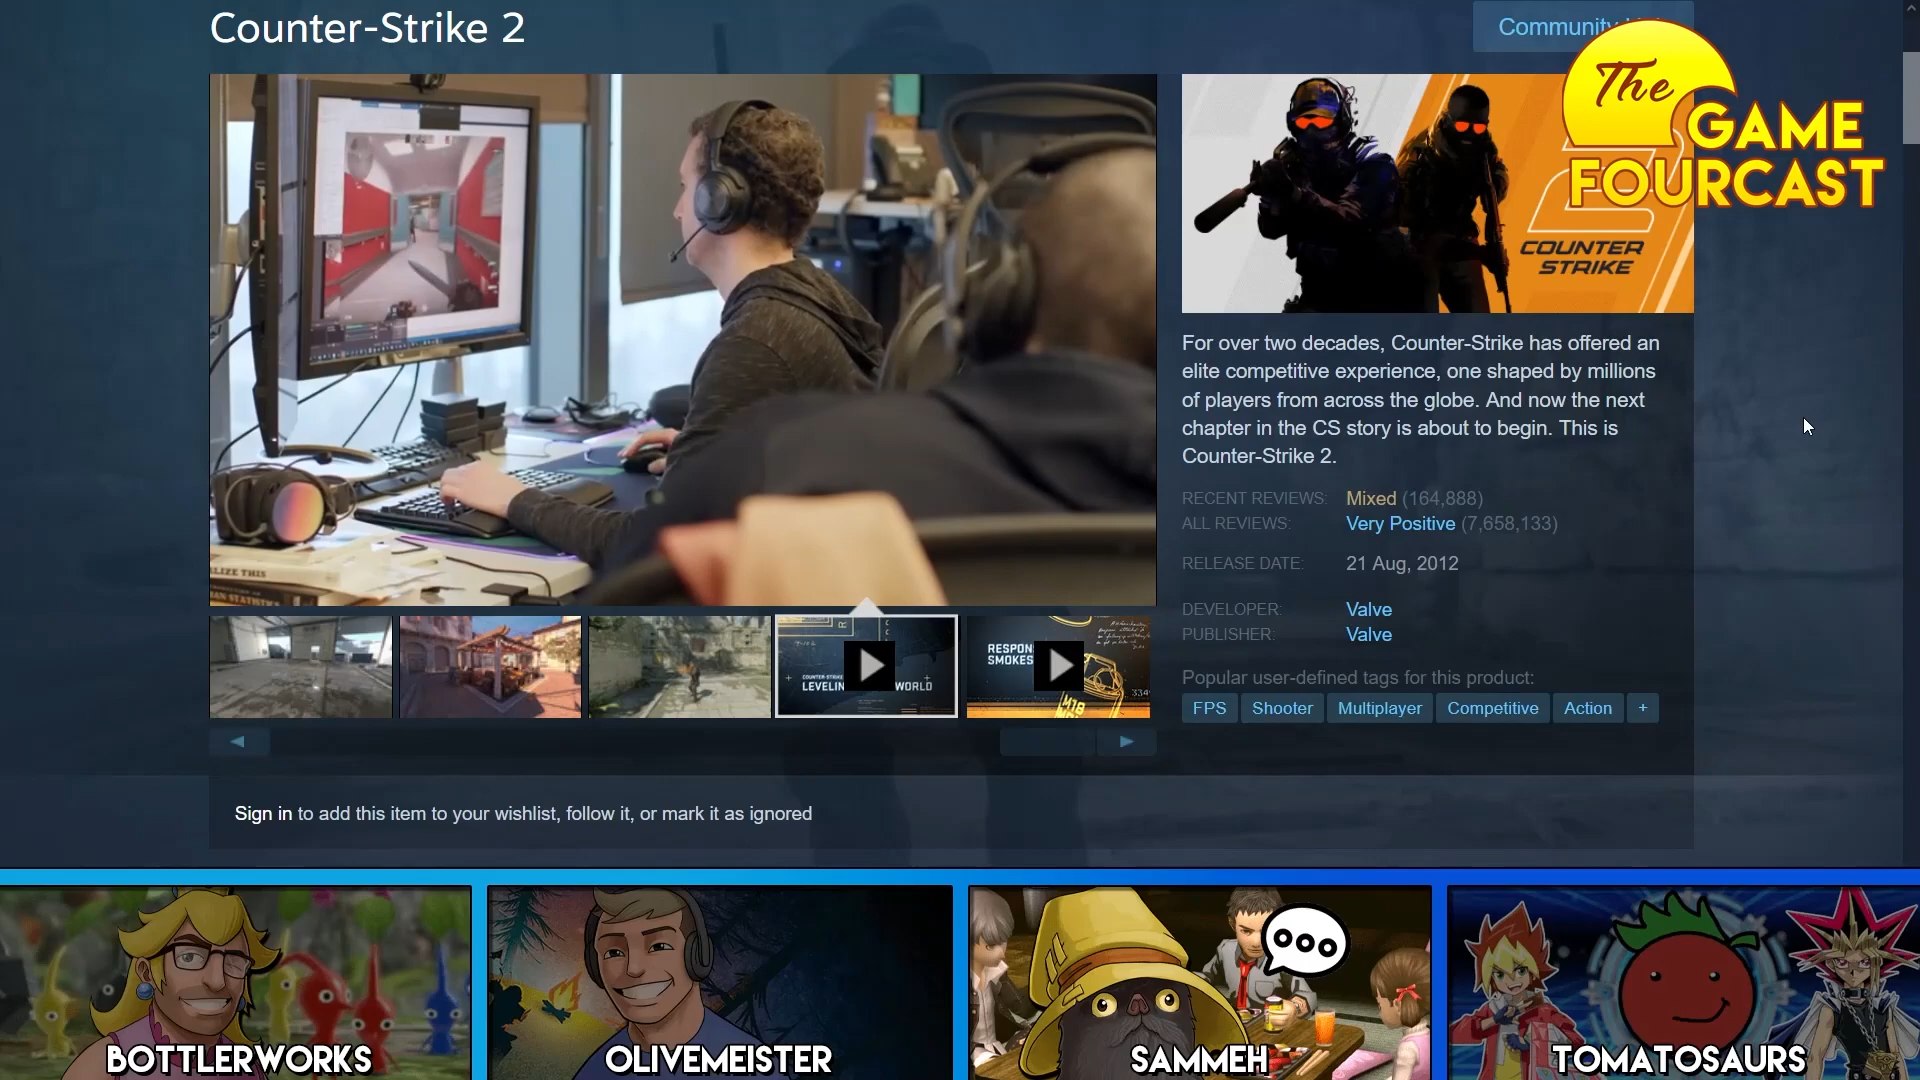 Counter-Strike 2
Community
The
GAME
FOURCAST
COUNTER
STRIKE
For over two decades, Counter-Strike has offered an
elite competitive experience, one shaped by millions
of players from across the globe. And now the next
chapter in the CS story is about to begin. This is
Counter-Strike 2.
RECENT REVIEWS: Mixed (164,888)
ALL REVIEWS: Very Positive (7,658,133)
RELEASE DATE: 21 Aug, 2012
DEVELOPER: Valve
PUBLISHER: Valve
Popular user-defined tags for this product:
FPS Shooter Multiplayer Competitive Action +
LEVELIN WORLD
RESPON
SMOKES
M18
334
Sign in to add this item to your wishlist, follow it, or mark it as ignored
BOTTLERWORKS
OLIVEMEISTER
SAMMEH
TOMATOSAURS